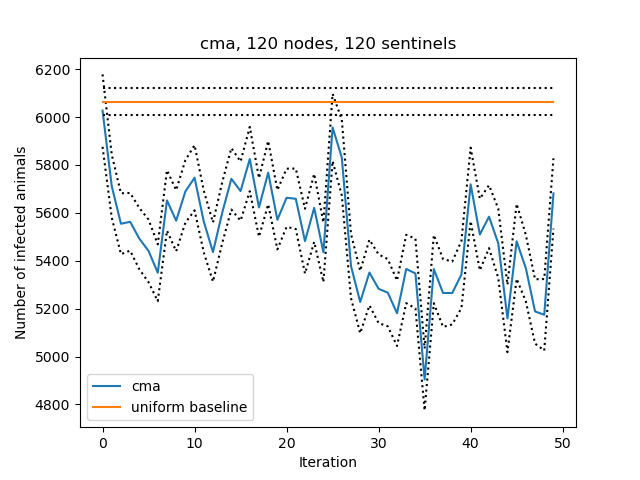 cma, 120 nodes, 120 sentinels
6200
6000
5800
5600
5400
5200
5000
4800
Number of infected animals
cma
uniform baseline
0
10
20
30
40
50
Iteration